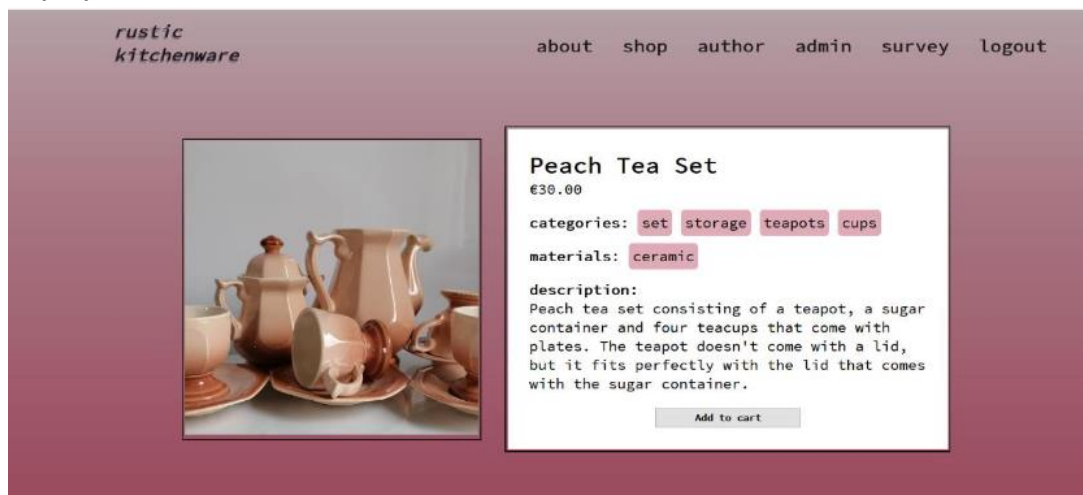 rustic
kitchenware
about shop author admin survey logout
Peach Tea Set
€30.00
categories: set storage teapots cups
materials: ceramic
description:
Peach tea set consisting of a teapot, a sugar
container and four teacups that come with
plates. The teapot doesn't come with a lid,
but it fits perfectly with the lid that comes
with the sugar container.
Add to cart